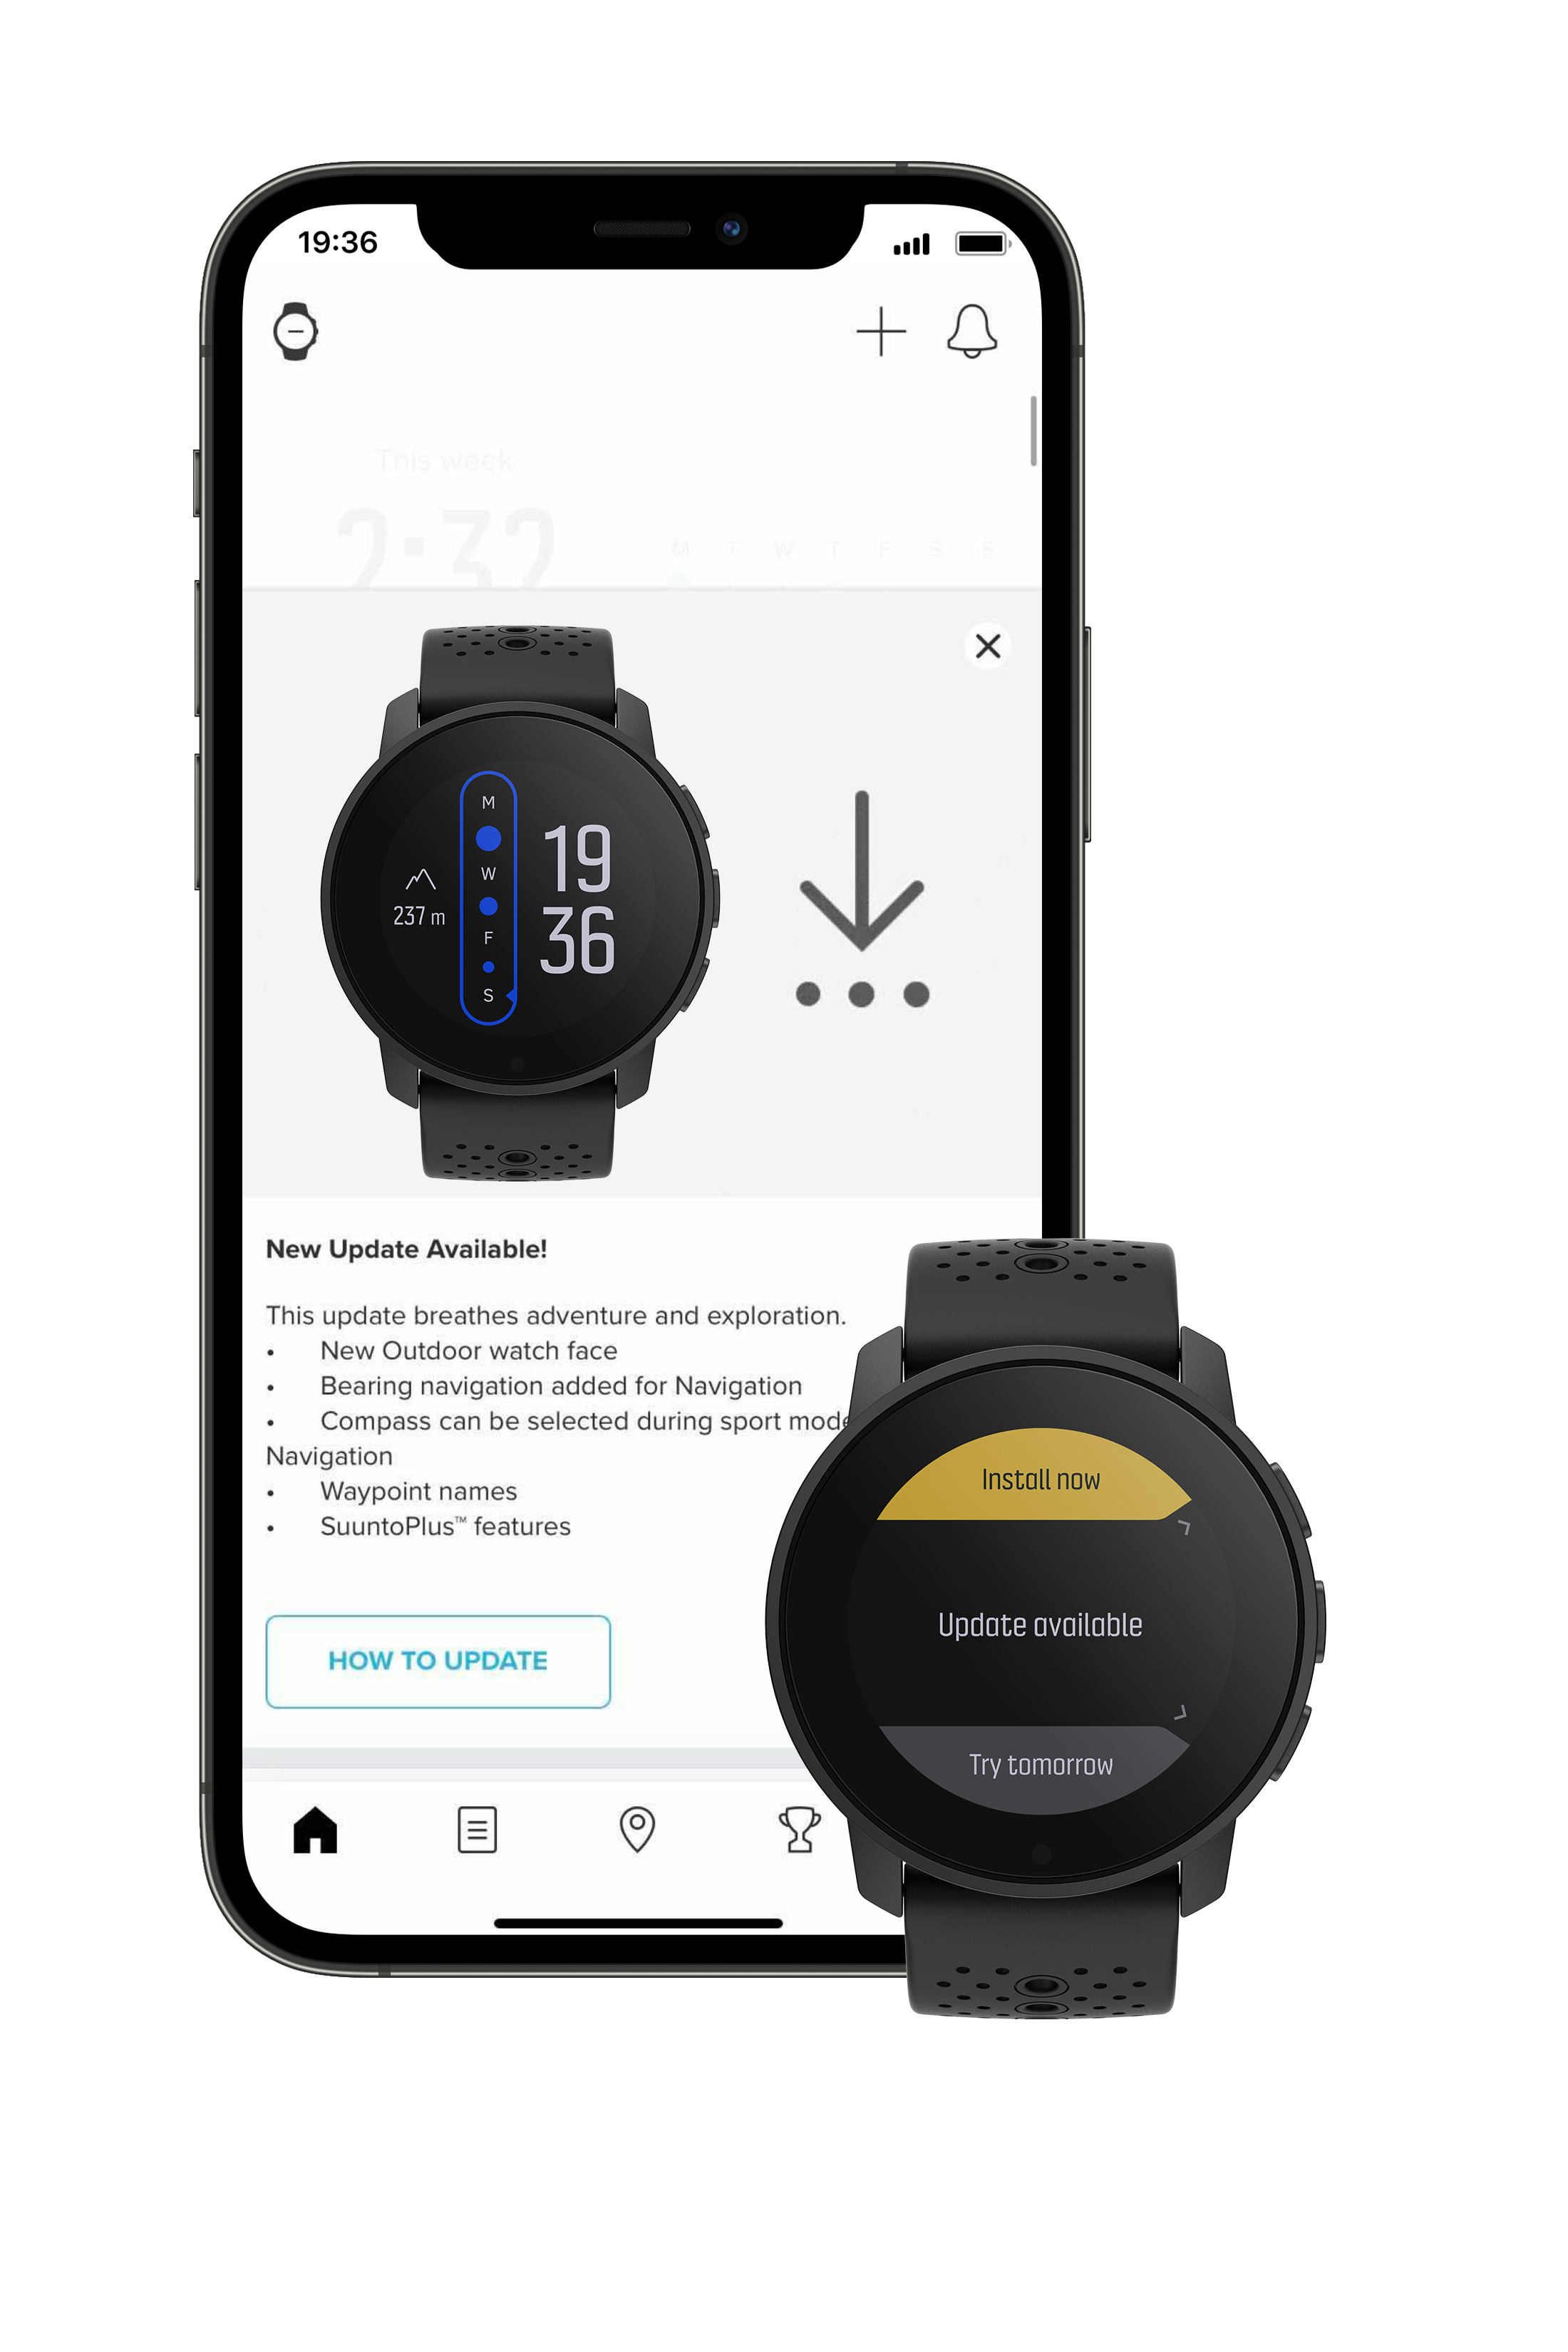 19:36
This week
2:32
M T W T F S S
M
W
F
S
237 m
19
36
New Update Available!
This update breathes adventure and exploration.
• New Outdoor watch face
• Bearing navigation added for Navigation
• Compass can be selected during sport mode
Navigation
• Waypoint names
• SuuntoPlus™ features
HOW TO UPDATE
Install now
Update available
Try tomorrow